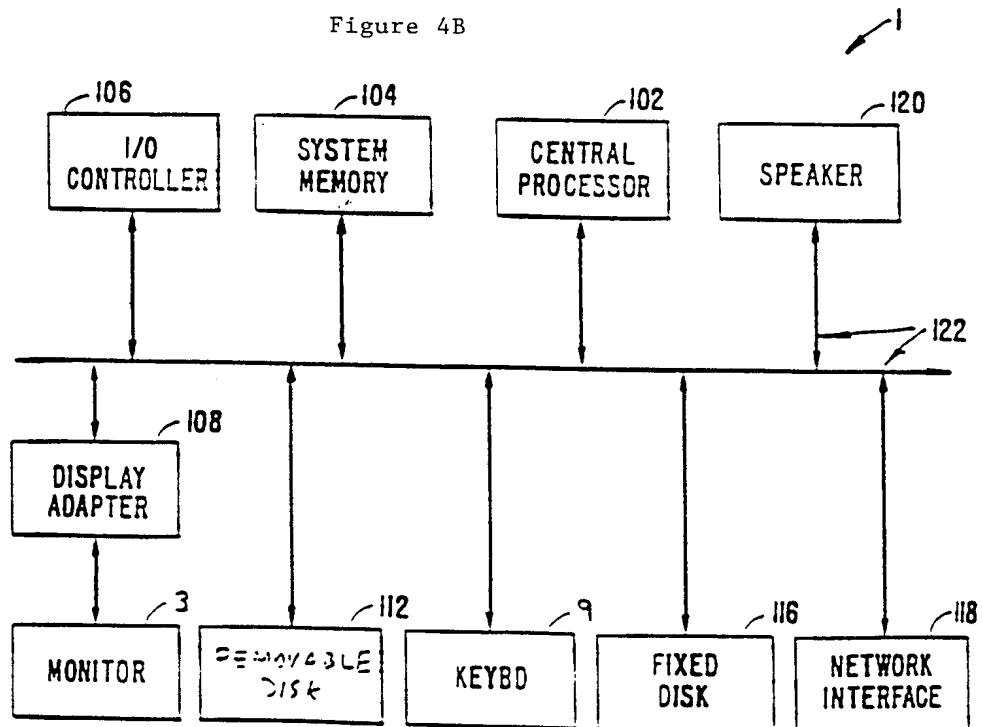 Figure 4B
1
106
104
102
120
I/O
CONTROLLER
SYSTEM
MEMORY
CENTRAL
PROCESSOR
SPEAKER
122
108
DISPLAY
ADAPTER
3
112
9
116
118
MONITOR
REMOVABLE
DISK
KEYBD
FIXED
DISK
NETWORK
INTERFACE